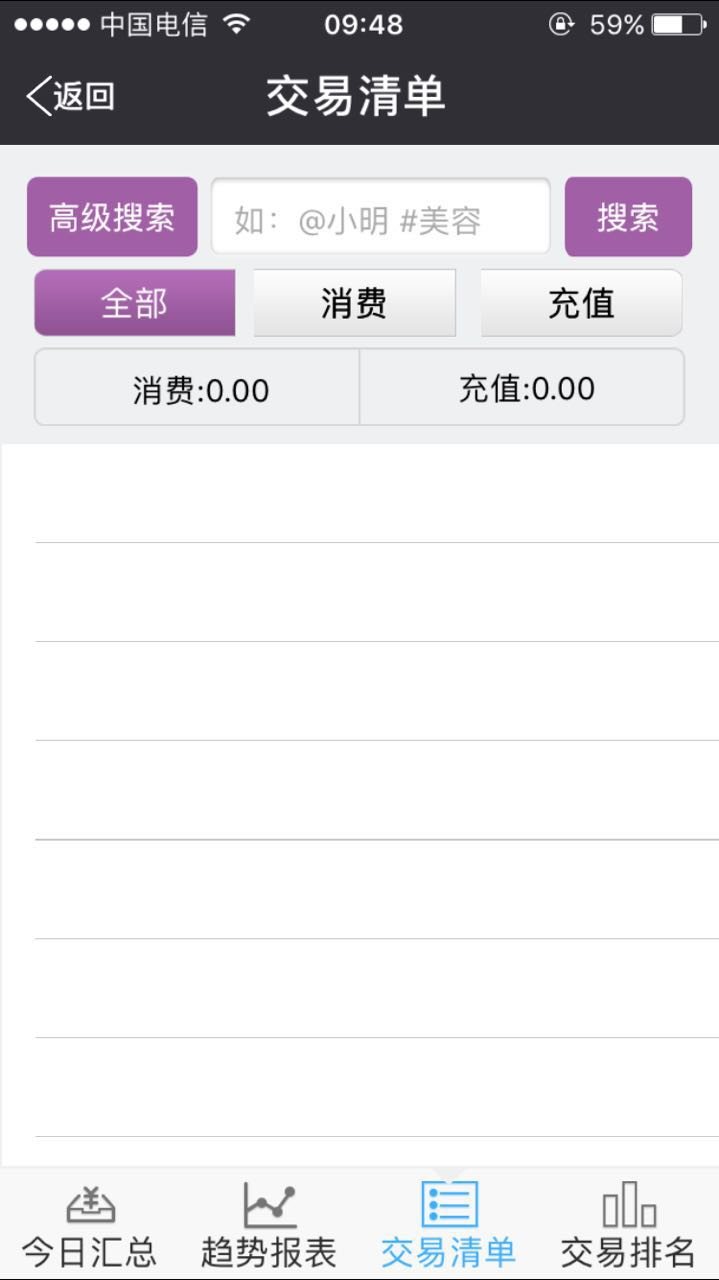 中国电信 09:48 59%
返回 交易清单
高级搜索 如：@小明 #美容 搜索
全部 消费 充值
消费:0.00 充值:0.00
今日汇总 趋势报表 交易清单 交易排名